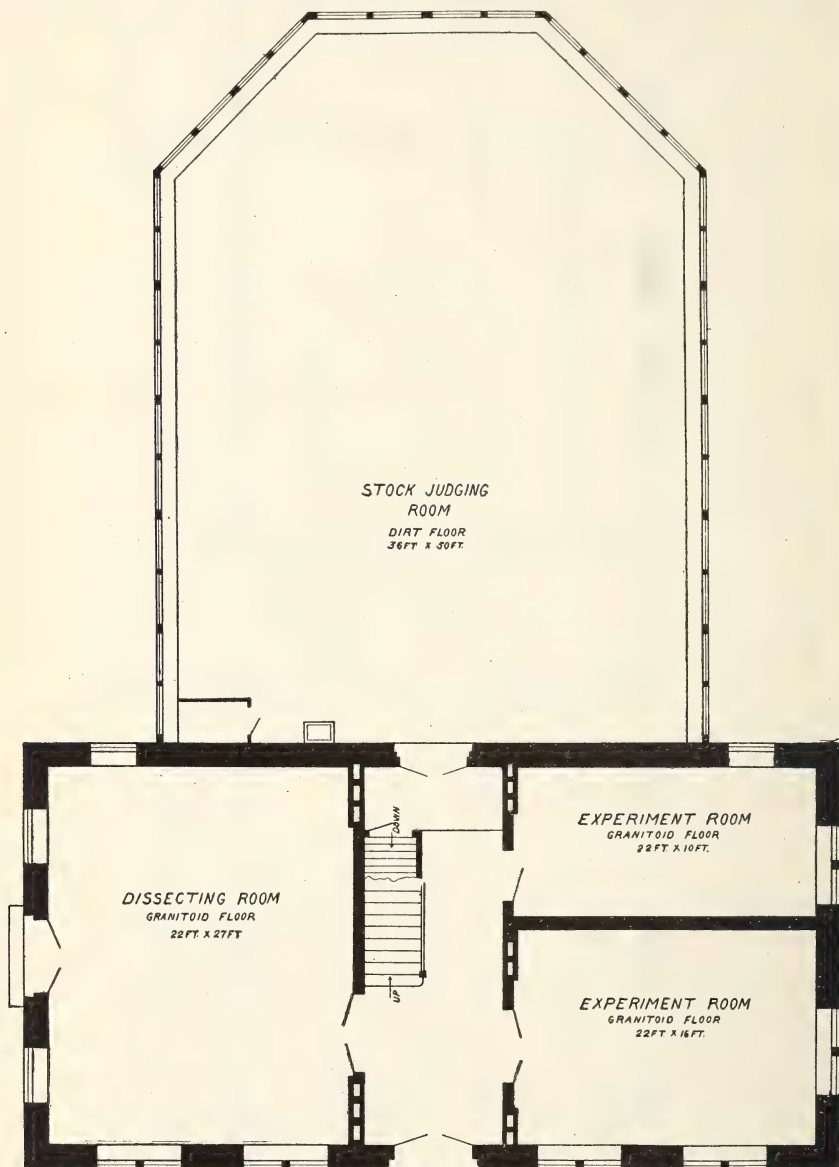 STOCK JUDGING
ROOM
DIRT FLOOR
36FT X 50FT.
DOWN
EXPERIMENT ROOM
GRANITOID FLOOR
22FT X 10FT.
DISSECTING ROOM
GRANITOID FLOOR
22FT. X 27FT
UP
EXPERIMENT ROOM
GRANITOID FLOOR
22FT X 16FT.